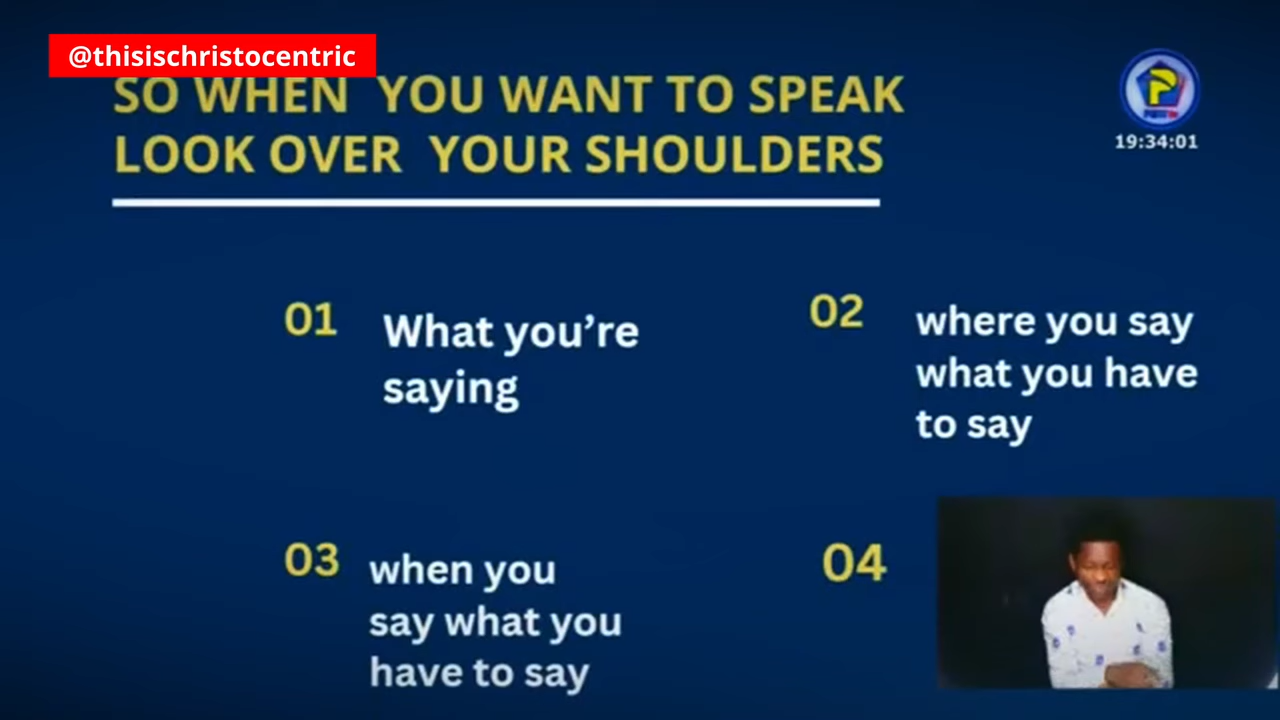 @thisischristocentric
SO WHEN YOU WANT TO SPEAK
LOOK OVER YOUR SHOULDERS
19:34:01
01
What you're
saying
02
where you say
what you have
to say
03
when you
say what you
have to say
04